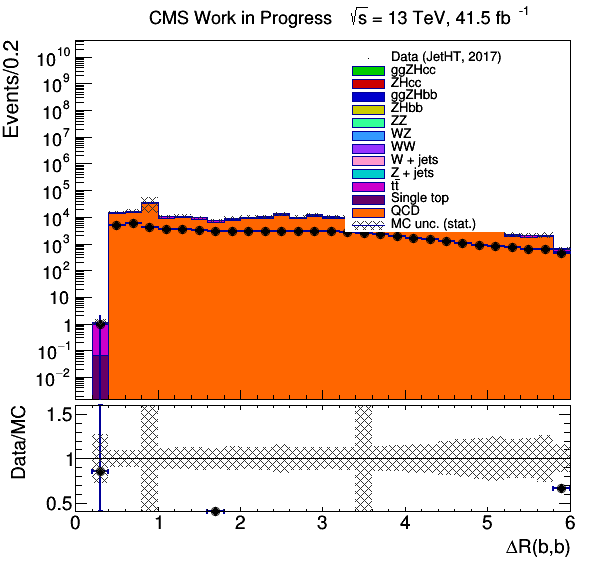 CMS Work in Progress √s = 13 TeV, 41.5 fb⁻¹
Events/0.2
10¹⁰
10⁹
10⁸
10⁷
10⁶
10⁵
10⁴
10³
10²
10
1
10⁻¹
10⁻²
Data (JetHT, 2017)
ggZHcc
ZHcc
ggZHbb
ZHbb
ZZ
WZ
WW
W + jets
Z + jets
tt̄
Single top
QCD
MC unc. (stat.)
Data/MC
1.5
1
0.5
0 1 2 3 4 5 6
ΔR(b,b)